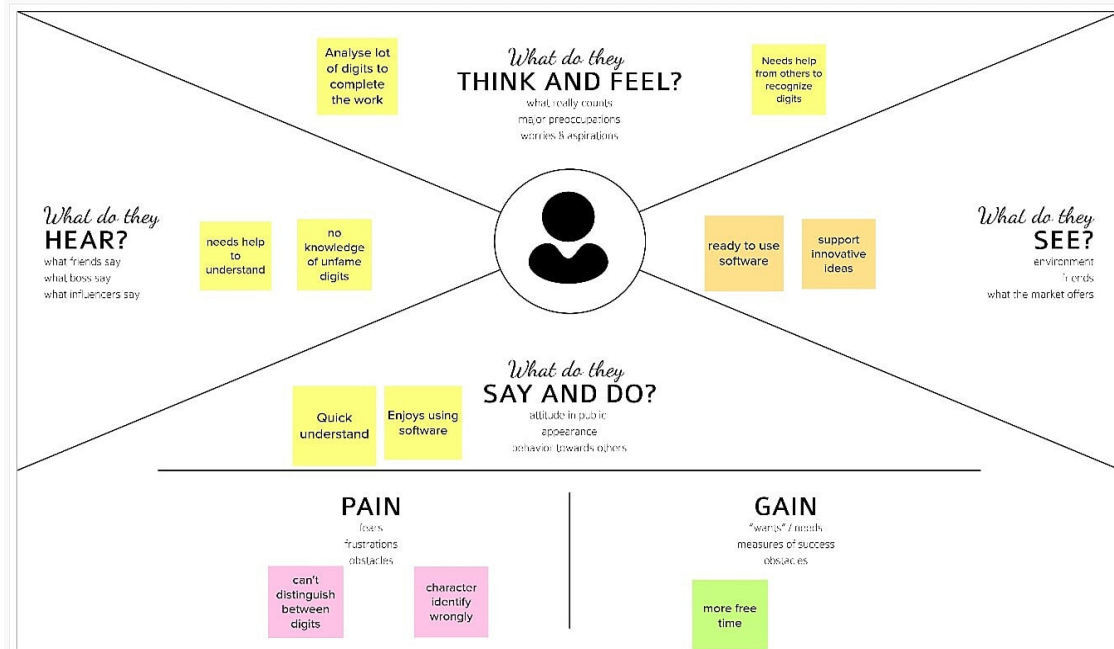 What do they
THINK AND FEEL?
what really counts
major preoccupations
worries & aspirations
Analyse lot
of digits to
complete
the work
Needs help
from others to
recognize
digits
What do they
HEAR?
what friends say
what boss say
what influencers say
needs help
to
understand
no
knowledge
of unfame
digits
ready to use
software
support
innovative
ideas
What do they
SEE?
environment
friends
what the market offers
What do they
SAY AND DO?
attitude in public
appearance
behavior towards others
Quick
understand
Enjoys using
software
PAIN
fears
frustrations
obstacles
can't
distinguish
between
digits
character
identify
wrongly
GAIN
"wants" / needs
measures of success
obstacles
more free
time